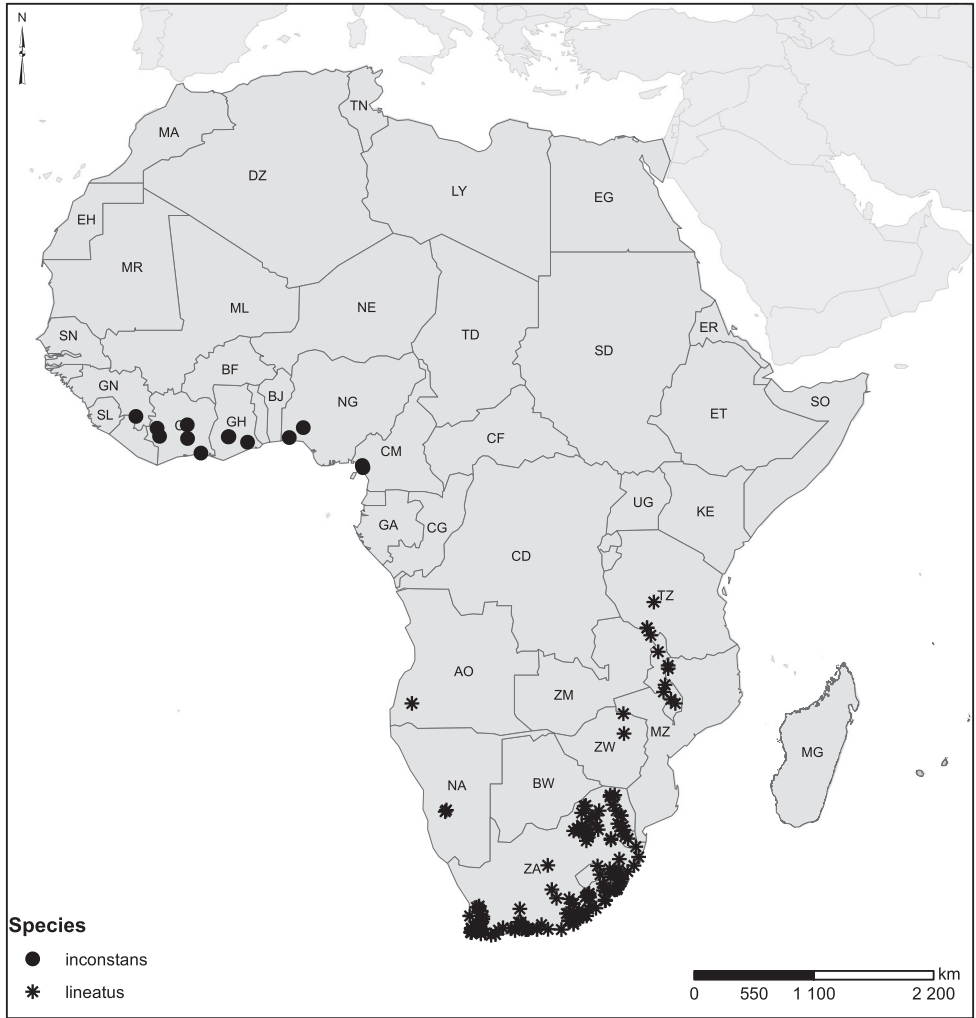 N
TN
MA
DZ
LY
EG
EH
MR
ML
NE
TD
SD
ER
SN
BF
GN
BJ
NG
SL
GH
ET
SO
CM
CF
UG
KE
GA
CG
CD
TZ
AO
ZM
MZ
ZW
MG
NA
BW
ZA
Species
inconstans
lineatus
km
0 550 1 100 2 200